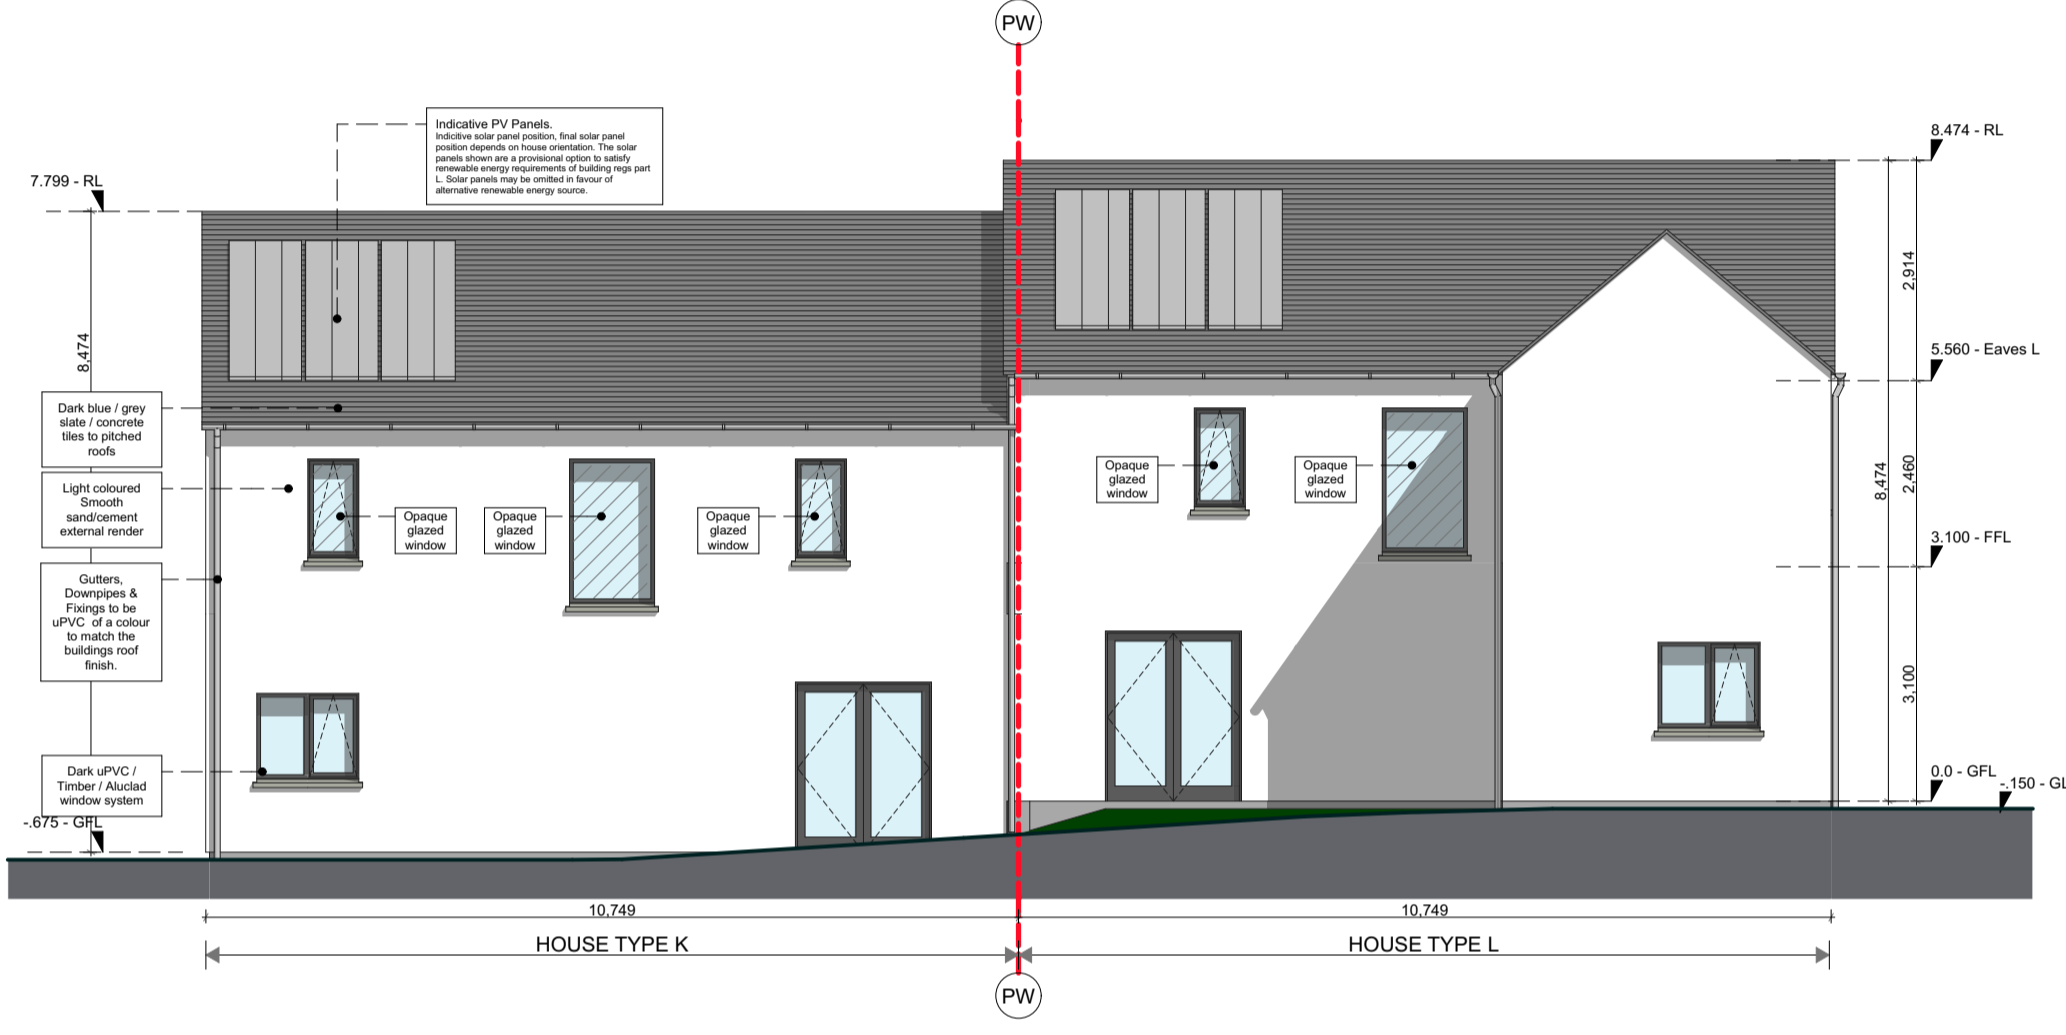 PW
Indicative PV Panels.
Indicitive solar panel position, final solar panel
position depends on house orientation. The solar
panels shown are a provisional option to satisfy
renewable energy requirements of building regs part
L. Solar panels may be omitted in favour of
alternative renewable energy source.
7.799 - RL
8,474
Dark blue / grey
slate / concrete
tiles to pitched
roofs
Light coloured
Smooth
sand/cement
external render
Gutters,
Downpipes &
Fixings to be
uPVC of a colour
to match the
buildings roof
finish.
Dark uPVC /
Timber / Aluclad
window system
-.675 - GFL
Opaque
glazed
window
Opaque
glazed
window
Opaque
glazed
window
Opaque
glazed
window
Opaque
glazed
window
8.474 - RL
2,914
5.560 - Eaves L
8,474
2,460
3.100 - FFL
3,100
0.0 - GFL
-.150 - GL
10,749
10,749
HOUSE TYPE K
HOUSE TYPE L
PW